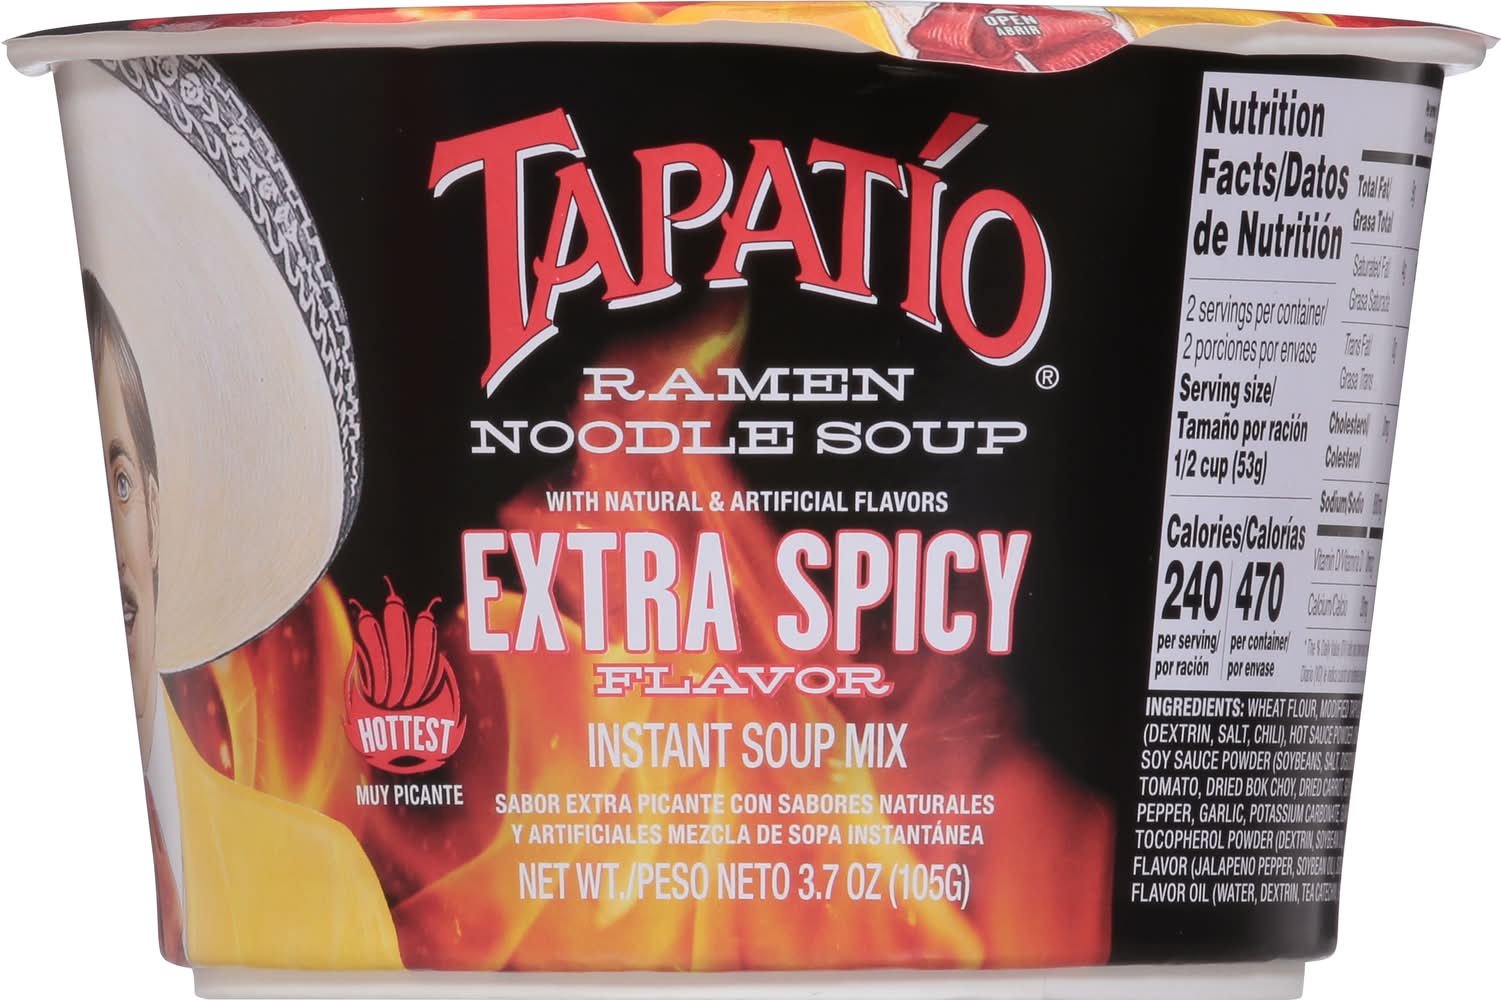 OPEN
ABRIR
TAPATÍO®
RAMEN
NOODLE SOUP
WITH NATURAL & ARTIFICIAL FLAVORS
EXTRA SPICY
FLAVOR
INSTANT SOUP MIX
SABOR EXTRA PICANTE CON SABORES NATURALES
Y ARTIFICIALES MEZCLA DE SOPA INSTANTÁNEA
NET WT./PESO NETO 3.7 OZ (105G)
HOTTEST
MUY PICANTE
Nutrition
Facts/Datos
de Nutrition
2 servings per container/
2 porciones por envase
Serving size/
Tamaño por ración
1/2 cup (53g)
Calories/Calorías
240 470
per serving/ per container/
por ración por envase
Total Fat/
Grasa Total
Saturated Fat
Grasa Saturada
Trans Fat/
Grasa Trans
Cholesterol/
Colesterol
Sodium/Sodio
Vitamin D/Vitamina D
Calcium/Calcio
INGREDIENTS: WHEAT FLOUR, MODIFIED
(DEXTRIN, SALT, CHILI), HOT SAUCE POWDER
SOY SAUCE POWDER (SOYBEANS, SALT,
TOMATO, DRIED BOK CHOY, DRIED CARROT,
PEPPER, GARLIC, POTASSIUM CARBONATE,
TOCOPHEROL POWDER (DEXTRIN, SOYBEAN
FLAVOR (JALAPENO PEPPER, SOYBEAN OIL,
FLAVOR OIL (WATER, DEXTRIN, TEA